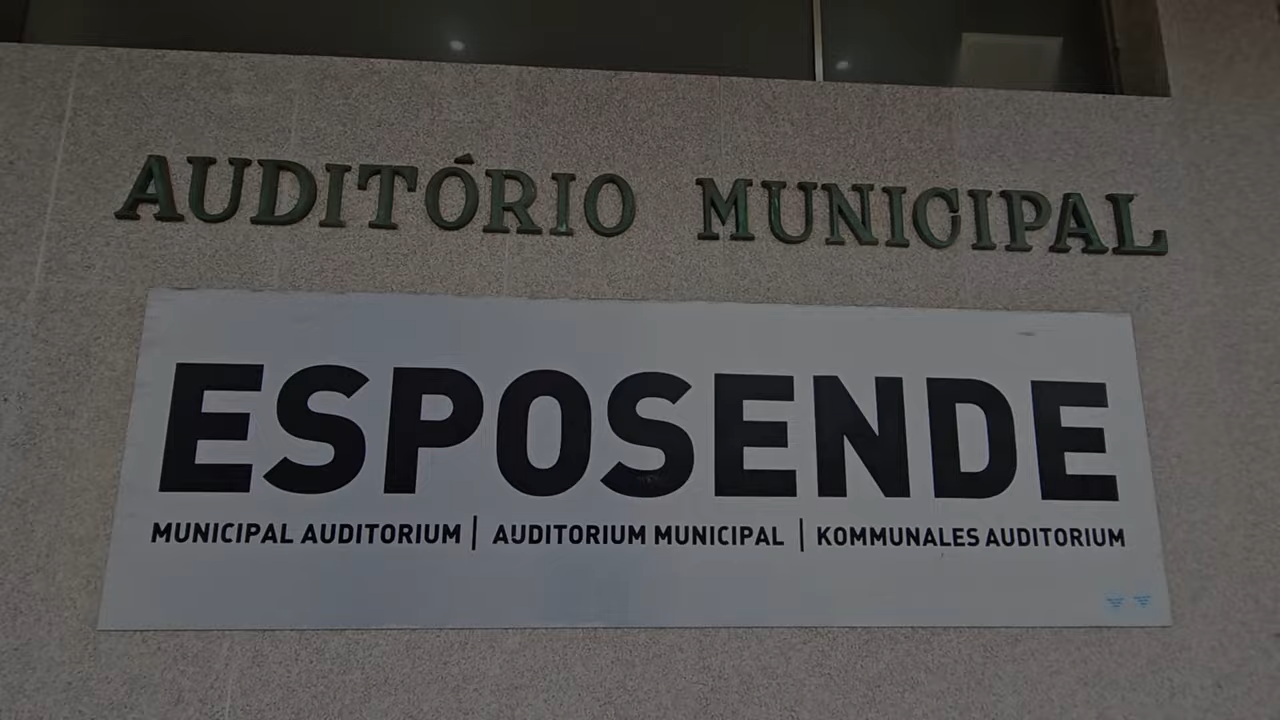 AUDITÓRIO MUNICIPAL
ESPOSENDE
MUNICIPAL AUDITORIUM | AUDITORIUM MUNICIPAL | KOMMUNALES AUDITORIUM